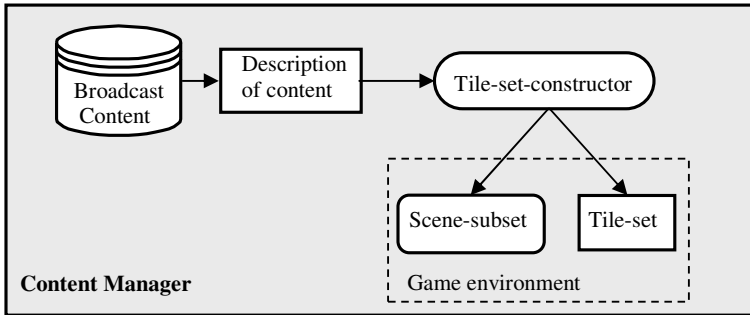 Broadcast
Content
Description
of content
Tile-set-constructor
Scene-subset
Tile-set
Content Manager
Game environment